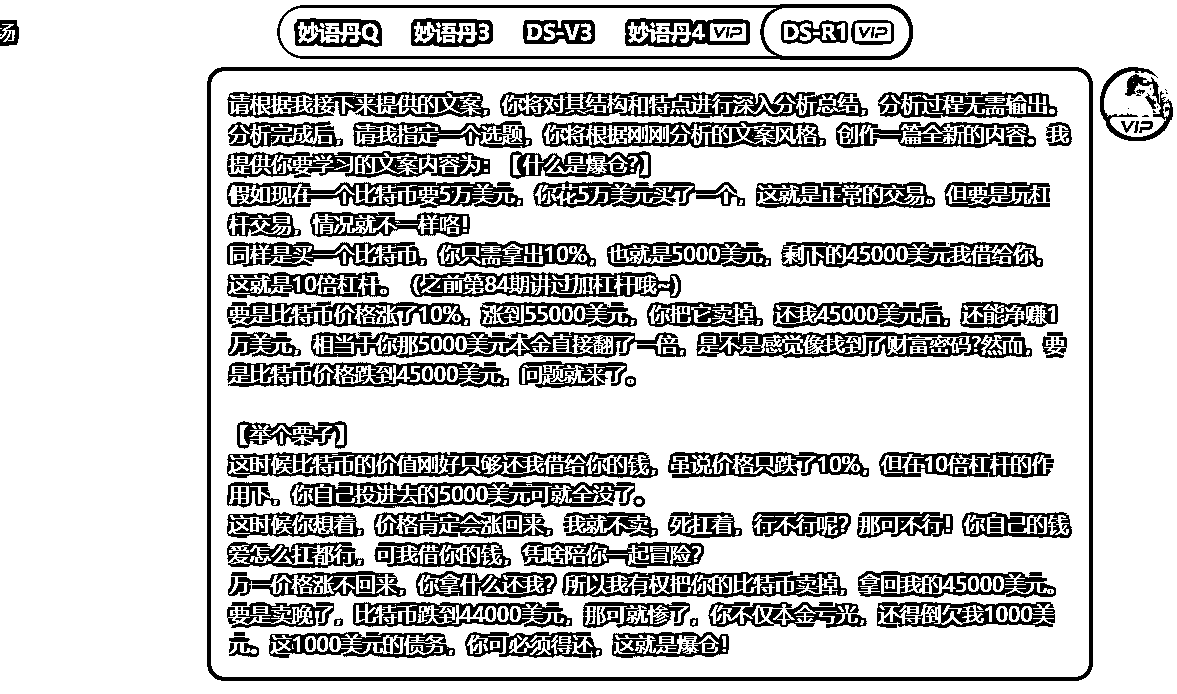 场
妙语丹Q 妙语丹3 DS-V3 妙语丹4 VIP DS-R1 VIP
请根据我接下来提供的文案，你将对其结构和特点进行深入分析总结，分析过程无需输出。
分析完成后，请我指定一个选题，你将根据刚刚分析的文案风格，创作一篇全新的内容。我
提供你要学习的文案内容为：【什么是爆仓？】
假如现在一个比特币要5万美元，你花5万美元买了一个，这就是正常的交易。但要是玩杠
杆交易，情况就不一样咯！
同样是买一个比特币，你只需拿出10%，也就是5000美元，剩下的45000美元我借给你，
这就是10倍杠杆。（之前第84期讲过加杠杆哦~）
要是比特币价格涨了10%，涨到55000美元，你把它卖掉，还我45000美元后，还能净赚1
万美元，相当于你那5000美元本金直接翻了一倍，是不是感觉像找到了财富密码?然而，要
是比特币价格跌到45000美元，问题就来了。
【举个栗子】
这时候比特币的价值刚好只够还我借给你的钱，虽说价格只跌了10%，但在10倍杠杆的作
用下，你自己投进去的5000美元可就全没了。
这时候你想着，价格肯定会涨回来，我就不卖，死扛着，行不行呢？那可不行！你自己的钱
爱怎么扛都行，可我借你的钱，凭啥陪你一起冒险？
万一价格涨不回来，你拿什么还我？所以我有权把你的比特币卖掉，拿回我的45000美元。
要是卖晚了，比特币跌到44000美元，那可就惨了，你不仅本金亏光，还得倒欠我1000美
元。这1000美元的债务，你可必须得还，这就是爆仓！
VIP